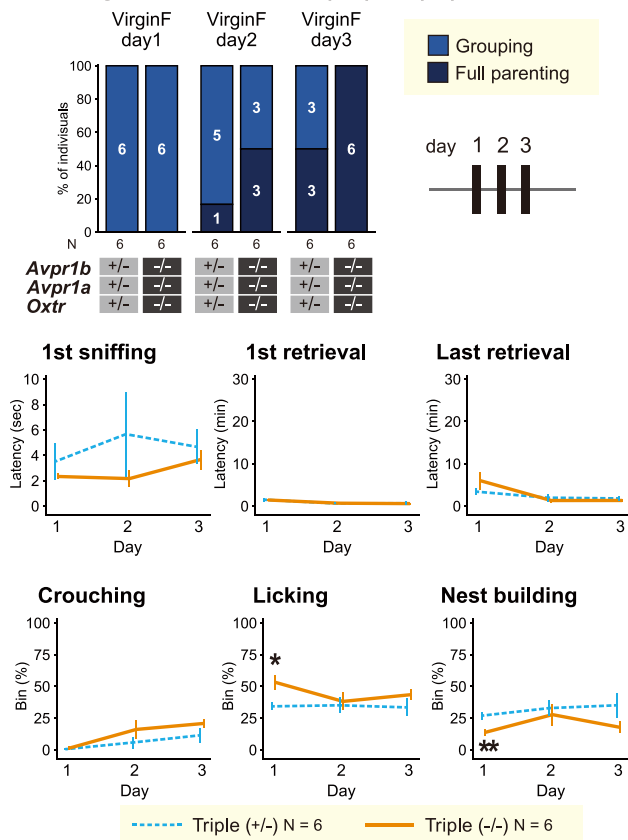 VirginF VirginF VirginF
day1 day2 day3
Grouping
Full parenting
% of indivisuals
100
80
60
40
20
0
6 6 5 3 3 6
1 3 3
N 6 6 6 6 6 6
Avpr1b +/- -/- +/- -/- +/- -/-
Avpr1a +/- -/- +/- -/- +/- -/-
Oxtr +/- -/- +/- -/- +/- -/-
day 1 2 3
1st sniffing
Latency (sec)
10
8
6
4
2
0
1 2 3
Day
1st retrieval
Latency (min)
30
20
10
0
1 2 3
Day
Last retrieval
Latency (min)
30
20
10
0
1 2 3
Day
Crouching
Bin (%)
100
75
50
25
0
1 2 3
Day
Licking
Bin (%)
100
75
50
25
0
*
1 2 3
Day
Nest building
Bin (%)
100
75
50
25
0
**
1 2 3
Day
Triple (+/-) N = 6 Triple (-/-) N = 6